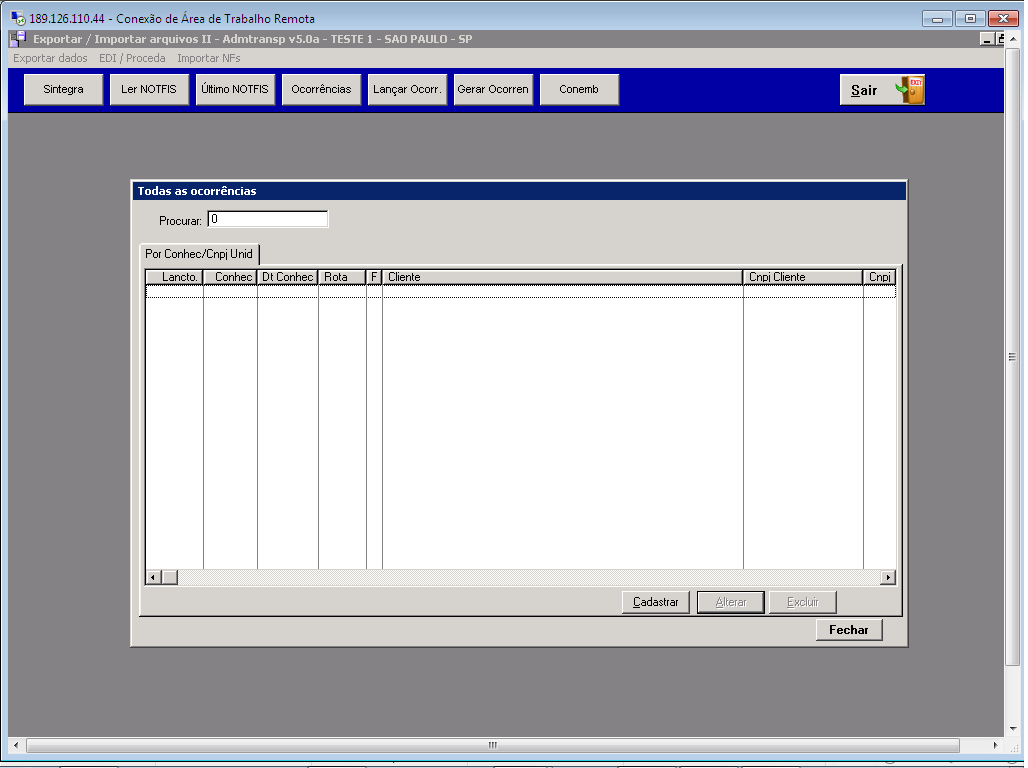 189.126.110.44 - Conexão de Área de Trabalho Remota
Exportar / Importar arquivos II - Admtransp v5.0a - TESTE 1 - SAO PAULO - SP
Exportar dados EDI / Proceda Importar NFs
Sintegra Ler NOTFIS Último NOTFIS Ocorrências Lançar Ocorr. Gerar Ocorren Conemb Sair EXIT
Todas as ocorrências
Procurar: 0
Por Conhec/Cnpj Unid
Lancto. Conhec Dt Conhec Rota F Cliente Cnpj Cliente Cnpj
Cadastrar Alterar Excluir
Fechar